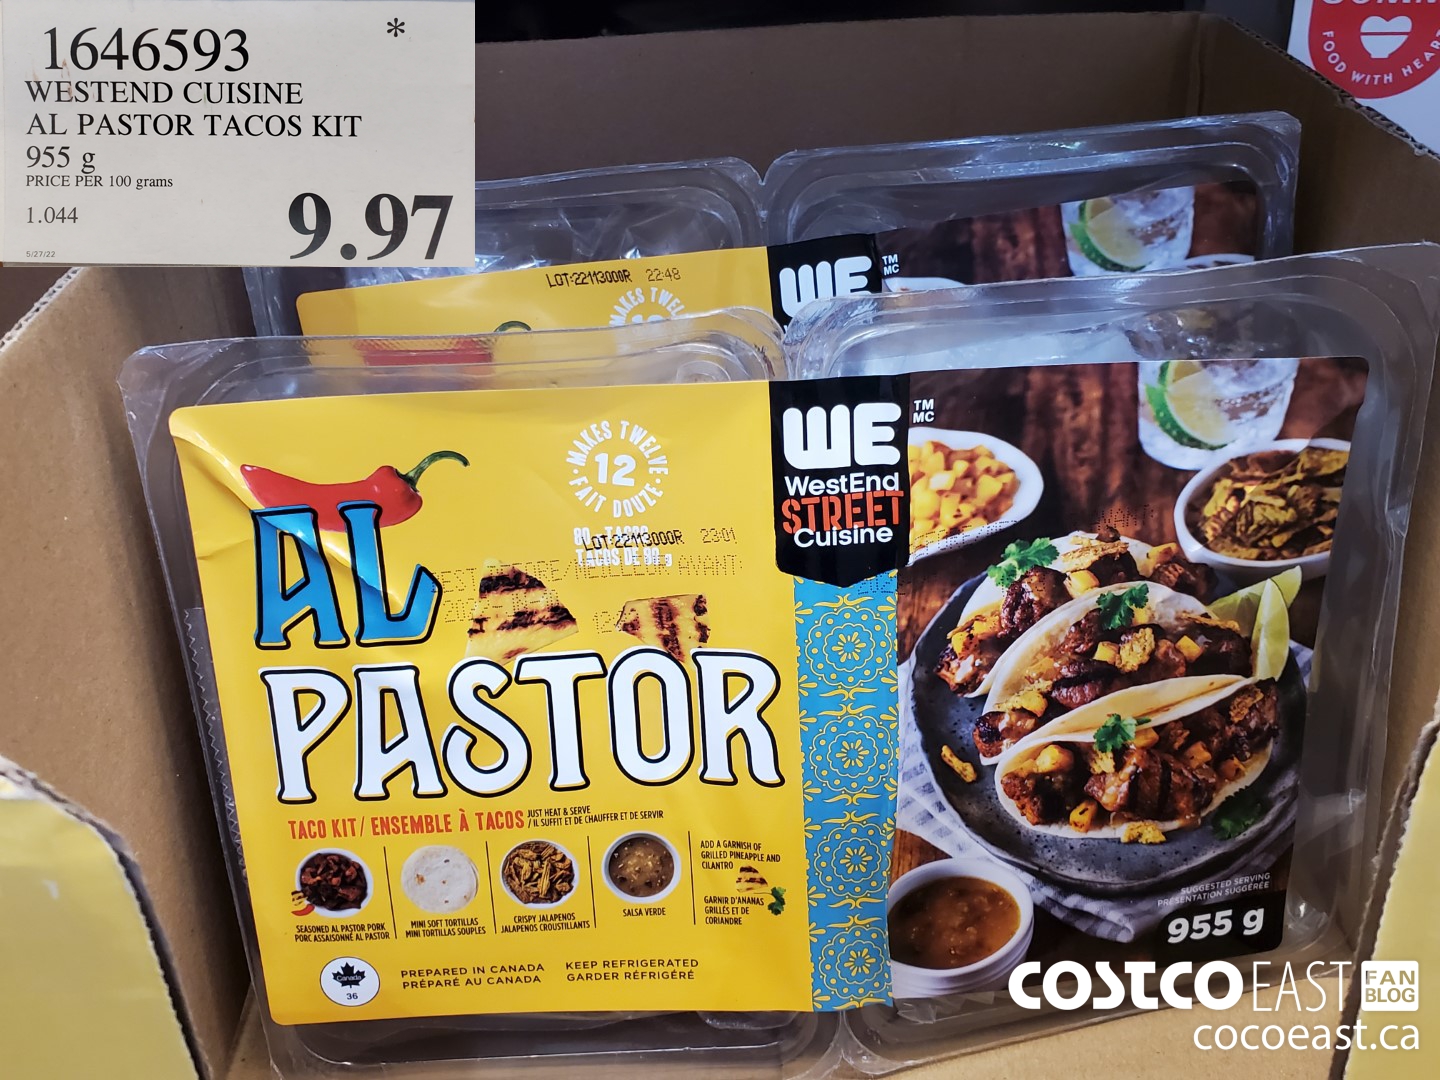 1646593
*
WESTEND CUISINE
AL PASTOR TACOS KIT
955 g
PRICE PER 100 grams
1.044
9.97
5/27/22
FOOD WITH HEART
LOT:22113000R 22:48
MAKES TWELVE
WE
TM
MC
MAKES TWELVE
12
FAIT DOUZE
TACOS DE 90 g
LOT:22113000R 23:01
WE
TM
MC
WestEnd
STREET
Cuisine
AL
PASTOR
TACO KIT / ENSEMBLE À TACOS
JUST HEAT & SERVE
/ IL SUFFIT ET DE CHAUFFER ET DE SERVIR
SEASONED AL PASTOR PORK
PORC ASSAISONNÉ AL PASTOR
MINI SOFT TORTILLAS
MINI TORTILLAS SOUPLES
CRISPY JALAPENOS
JALAPENOS CROUSTILLANTS
SALSA VERDE
ADD A GARNISH OF
GRILLED PINEAPPLE AND
CILANTRO
GARNIR D'ANANAS
GRILLÉS ET DE
CORIANDRE
Canada
36
PREPARED IN CANADA
PRÉPARÉ AU CANADA
KEEP REFRIGERATED
GARDER RÉFRIGÉRÉ
SUGGESTED SERVING
PRÉSENTATION SUGGÉRÉE
955 g
COSTCO EAST FAN BLOG
cocoeast.ca